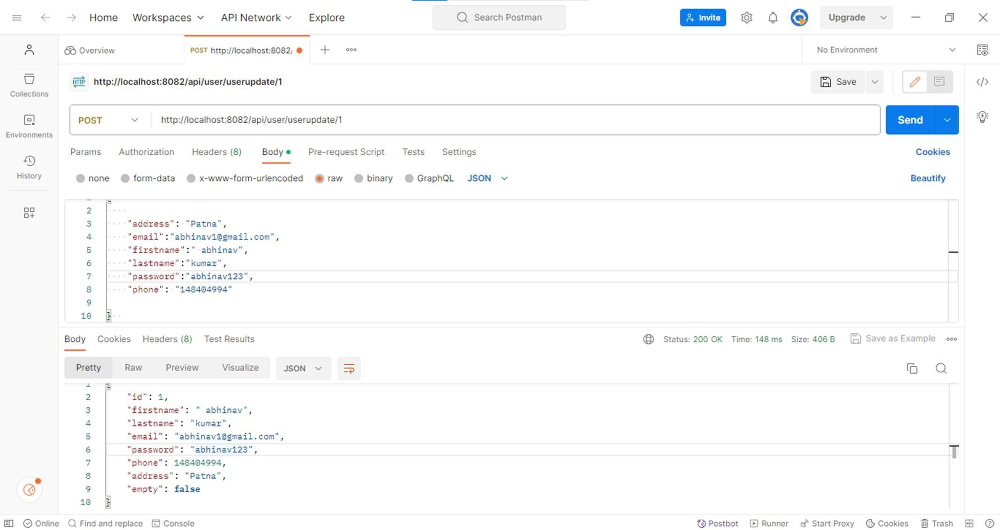 Home Workspaces API Network Explore Search Postman Invite Upgrade
Overview POST http://localhost:8082/ No Environment
HTTP http://localhost:8082/api/user/userupdate/1 Save
POST http://localhost:8082/api/user/userupdate/1 Send
Collections
Environments
History
Params Authorization Headers (8) Body Pre-request Script Tests Settings Cookies
none form-data x-www-form-urlencoded raw binary GraphQL JSON Beautify
1 {
2
3 "address": "Patna",
4 "email":"abhinav1@gmail.com",
5 "firstname":" abhinav",
6 "lastname":"kumar",
7 "password":"abhinav123",
8 "phone": "148404994"
9
10 }
Body Cookies Headers (8) Test Results Status: 200 OK Time: 148 ms Size: 406 B Save as Example
Pretty Raw Preview Visualize JSON
1 {
2 "id": 1,
3 "firstname": " abhinav",
4 "lastname": "kumar",
5 "email": "abhinav1@gmail.com",
6 "password": "abhinav123",
7 "phone": 148404994,
8 "address": "Patna",
9 "empty": false
10 }
Online Find and replace Console Postbot Runner Start Proxy Cookies Trash